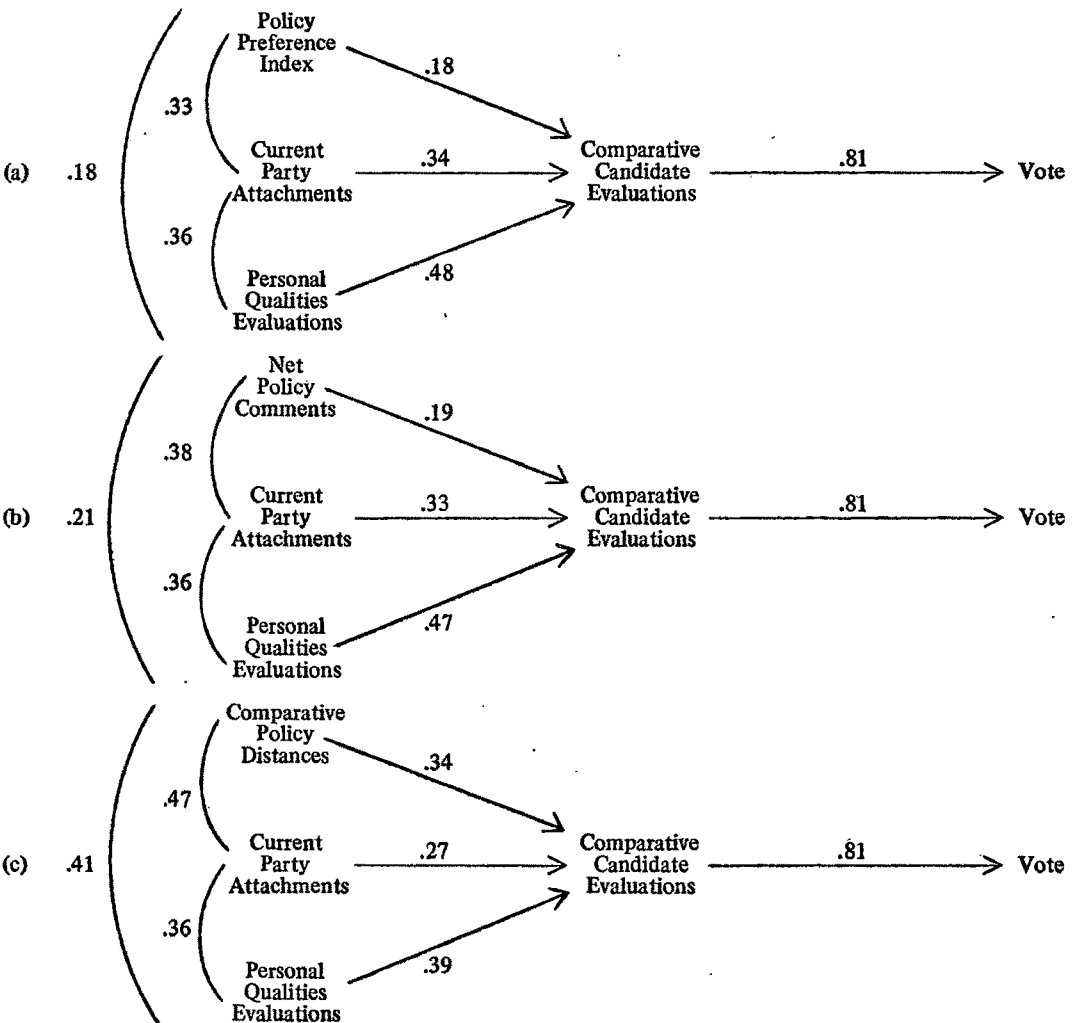 Policy
Preference
Index
.18
.33
(a) .18
Current
Party
Attachments
.34
Comparative
Candidate
Evaluations
.81
Vote
.36
Personal
Qualities
Evaluations
.48
Net
Policy
Comments
.19
.38
(b) .21
Current
Party
Attachments
.33
Comparative
Candidate
Evaluations
.81
Vote
.36
Personal
Qualities
Evaluations
.47
Comparative
Policy
Distances
.34
.47
(c) .41
Current
Party
Attachments
.27
Comparative
Candidate
Evaluations
.81
Vote
.36
Personal
Qualities
Evaluations
.39